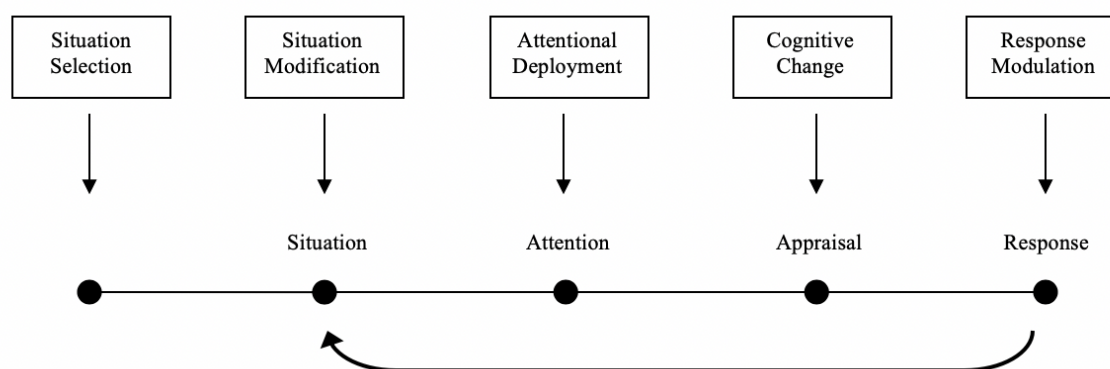 Situation
Selection
Situation
Modification
Attentional
Deployment
Cognitive
Change
Response
Modulation
Situation
Attention
Appraisal
Response